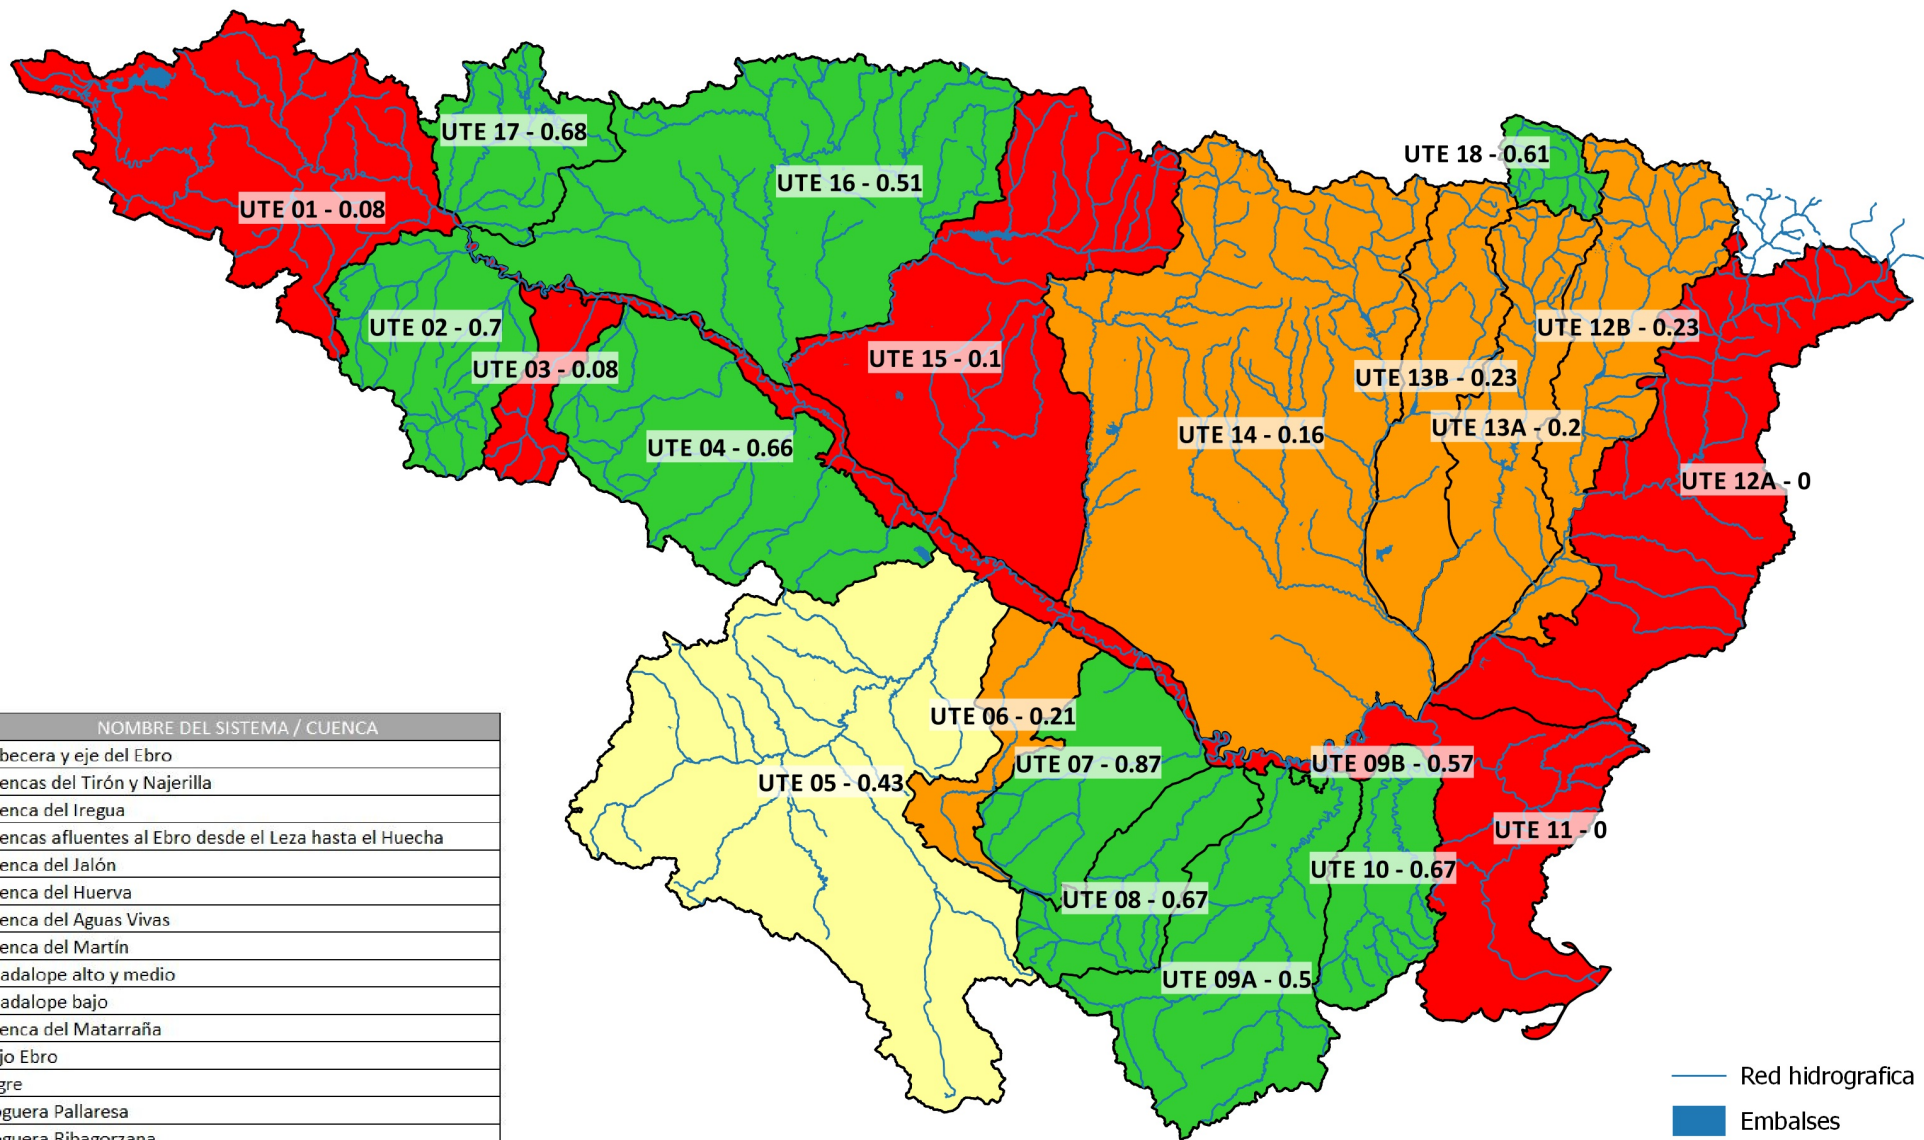 UTE 17 - 0.68
UTE 18 - 0.61
UTE 16 - 0.51
UTE 01 - 0.08
UTE 02 - 0.7
UTE 12B - 0.23
UTE 15 - 0.1
UTE 03 - 0.08
UTE 13B - 0.23
UTE 13A - 0.2
UTE 14 - 0.16
UTE 04 - 0.66
UTE 12A - 0
UTE 06 - 0.21
UTE 07 - 0.87
UTE 09B - 0.57
UTE 05 - 0.43
UTE 11 - 0
UTE 10 - 0.67
UTE 08 - 0.67
UTE 09A - 0.5
NOMBRE DEL SISTEMA / CUENCA
becera y eje del Ebro
encas del Tirón y Najerilla
enca del Iregua
encas afluentes al Ebro desde el Leza hasta el Huecha
enca del Jalón
enca del Huerva
enca del Aguas Vivas
enca del Martín
adalope alto y medio
adalope bajo
enca del Matarraña
jo Ebro
gre
guera Pallaresa
guera Ribagorzana
Red hidrografica
Embalses